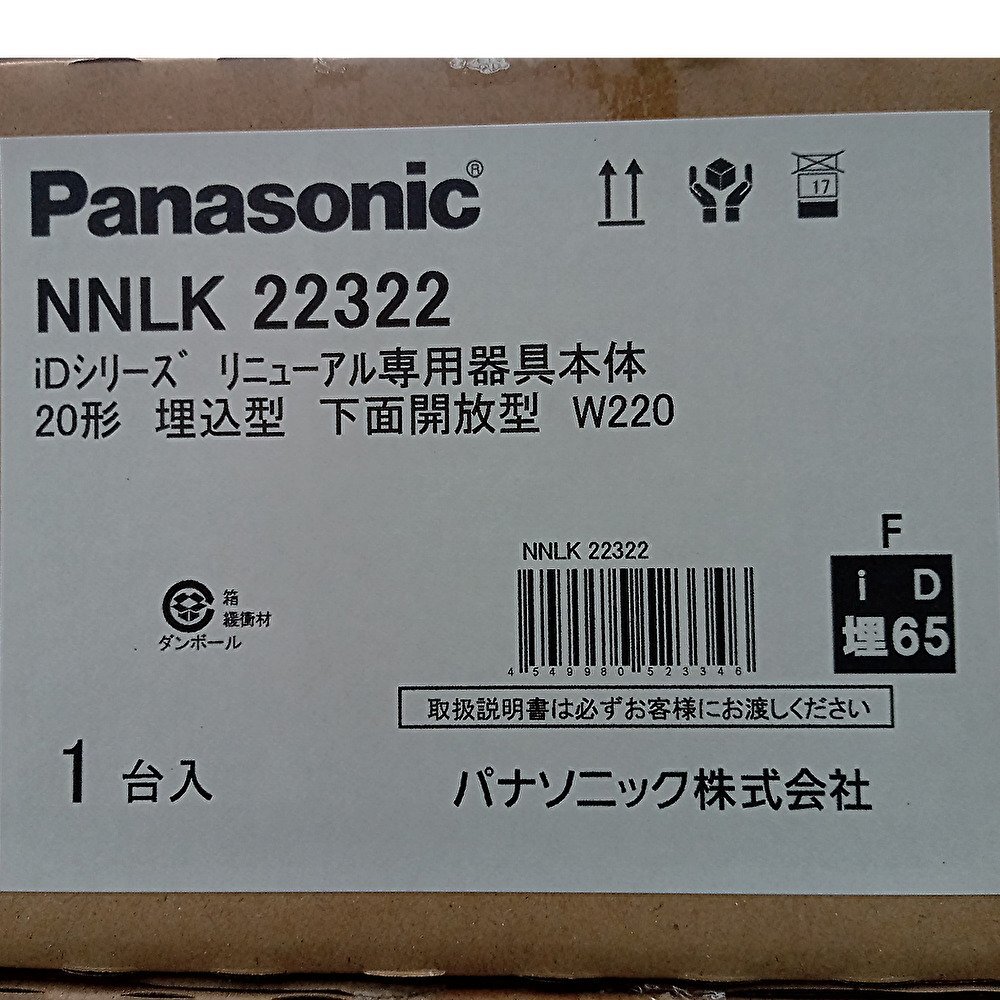 Panasonic®
17
NNLK 22322
iDシリーズ リニューアル専用器具本体
20形 埋込型 下面開放型 W220
F
i D
埋65
NNLK 22322
4549980523346
箱
緩衝材
ダンボール
取扱説明書は必ずお客様にお渡しください
1台入
パナソニック株式会社